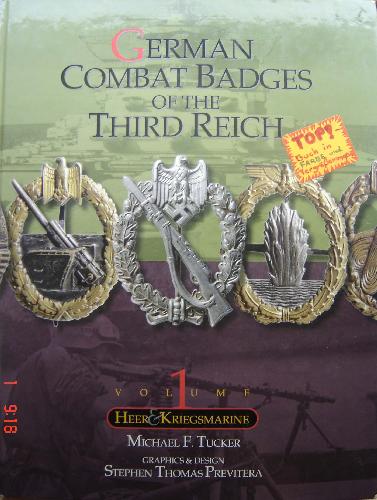 GERMAN
COMBAT BADGES
OF THE
THIRD REICH
TOP!
Buch in
FARBE und
VOLUME
1
HEER & KRIEGSMARINE
MICHAEL F. TUCKER
GRAPHICS & DESIGN
STEPHEN THOMAS PREVITERA
1 9:18